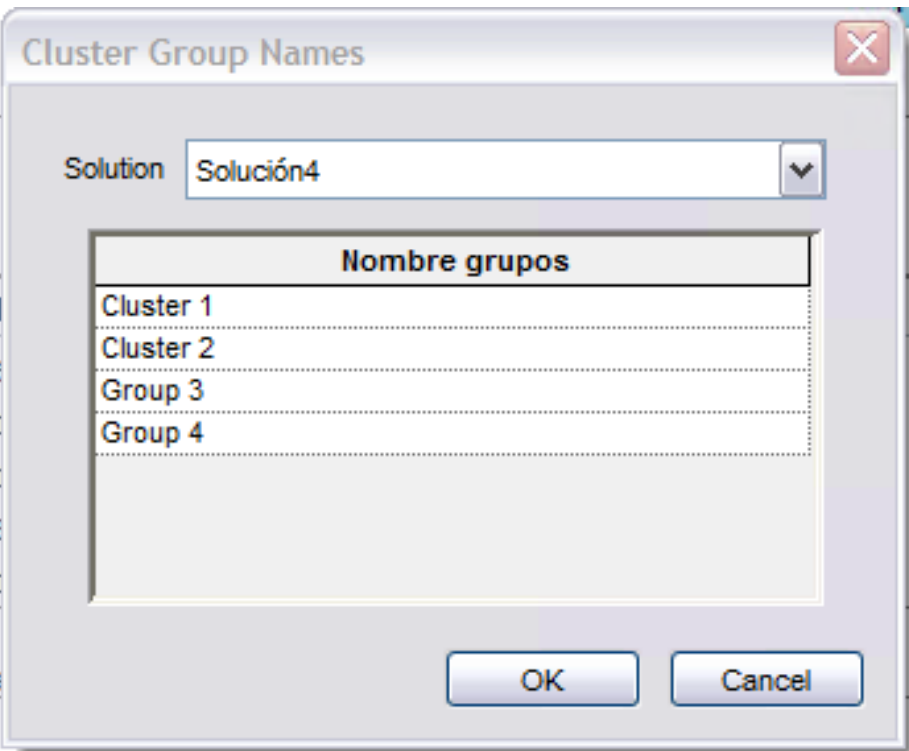 Cluster Group Names
Solution Solución4
Nombre grupos
Cluster 1
Cluster 2
Group 3
Group 4
OK Cancel